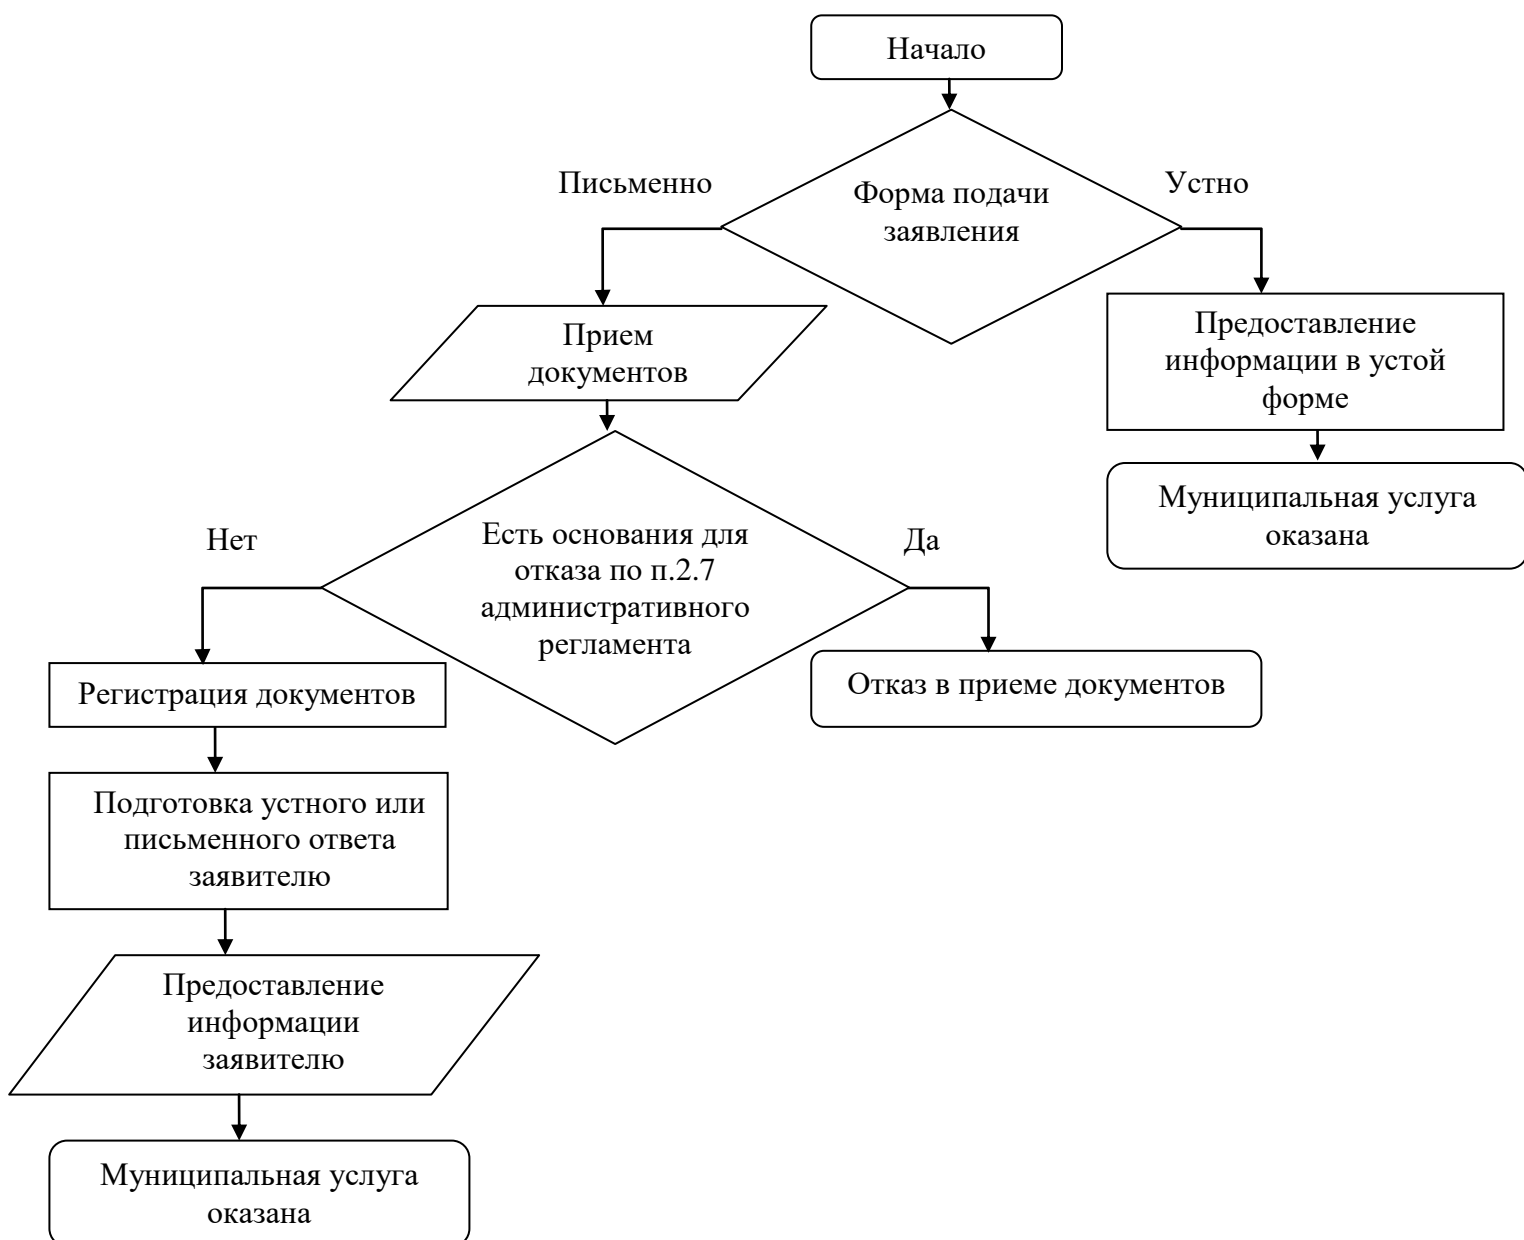 Начало
Письменно
Устно
Форма подачи
заявления
Прием
документов
Предоставление
информации в устой
форме
Муниципальная услуга
оказана
Нет
Да
Есть основания для
отказа по п.2.7
административного
регламента
Регистрация документов
Отказ в приеме документов
Подготовка устного или
письменного ответа
заявителю
Предоставление
информации
заявителю
Муниципальная услуга
оказана